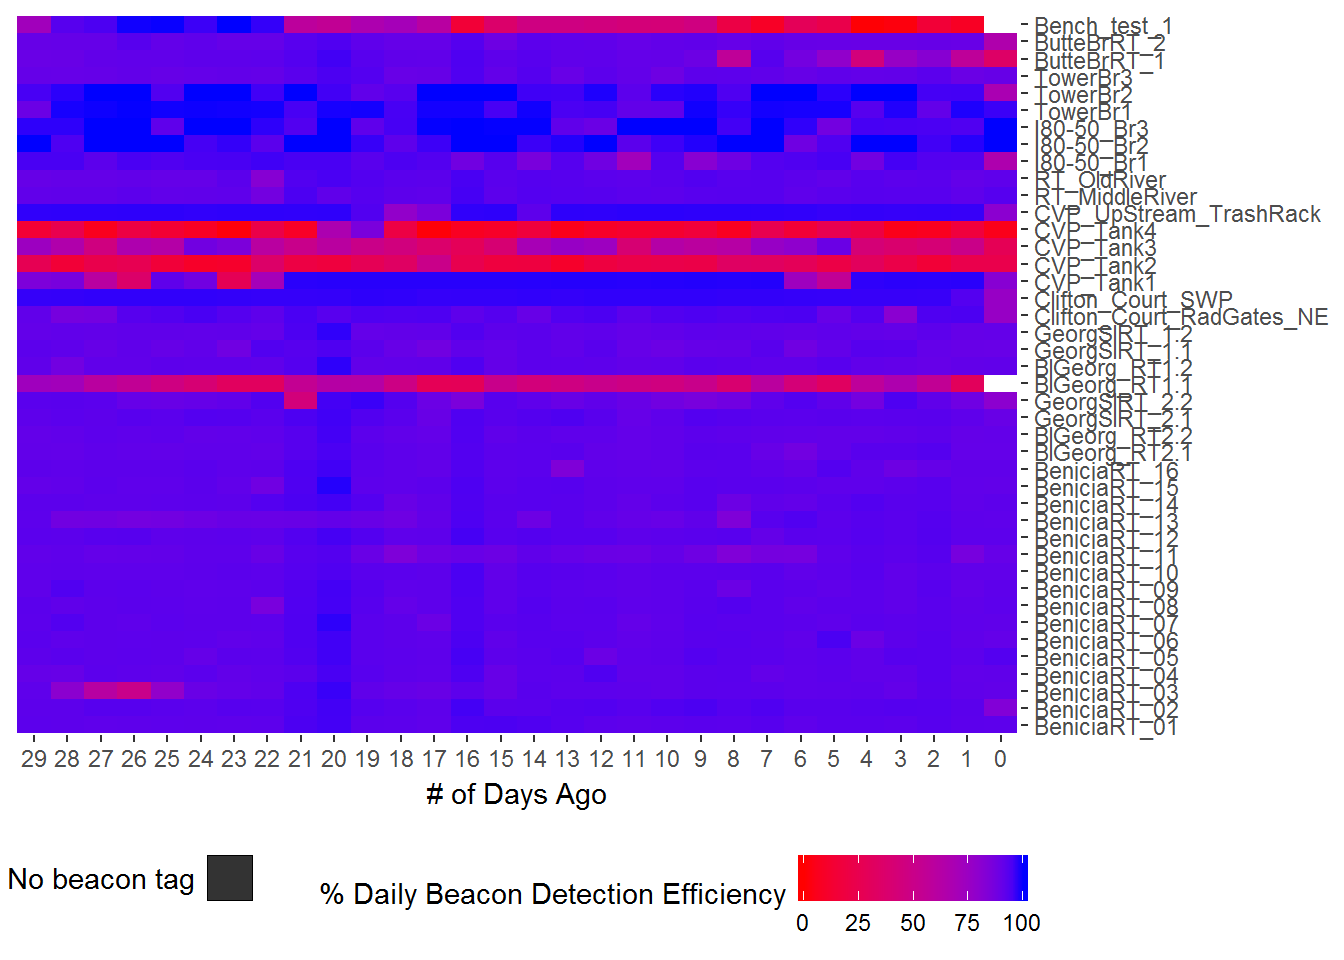 Bench_test_1
ButteBrRT_2
ButteBrRT_1
TowerBr3
TowerBr2
TowerBr1
I80-50_Br3
I80-50_Br2
I80-50_Br1
RT_OldRiver
RT_MiddleRiver
CVP_UpStream_TrashRack
CVP_Tank4
CVP_Tank3
CVP_Tank2
CVP_Tank1
Clifton_Court_SWP
Clifton_Court_RadGates_NE
GeorgSlRT_1.2
GeorgSlRT_1.1
BlGeorg_RT1.2
BlGeorg_RT1.1
GeorgSlRT_2.2
GeorgSlRT_2.1
BlGeorg_RT2.2
BlGeorg_RT2.1
BeniciaRT_16
BeniciaRT_15
BeniciaRT_14
BeniciaRT_13
BeniciaRT_12
BeniciaRT_11
BeniciaRT_10
BeniciaRT_09
BeniciaRT_08
BeniciaRT_07
BeniciaRT_06
BeniciaRT_05
BeniciaRT_04
BeniciaRT_03
BeniciaRT_02
BeniciaRT_01
29 28 27 26 25 24 23 22 21 20 19 18 17 16 15 14 13 12 11 10 9 8 7 6 5 4 3 2 1 0
# of Days Ago
No beacon tag
% Daily Beacon Detection Efficiency
0 25 50 75 100